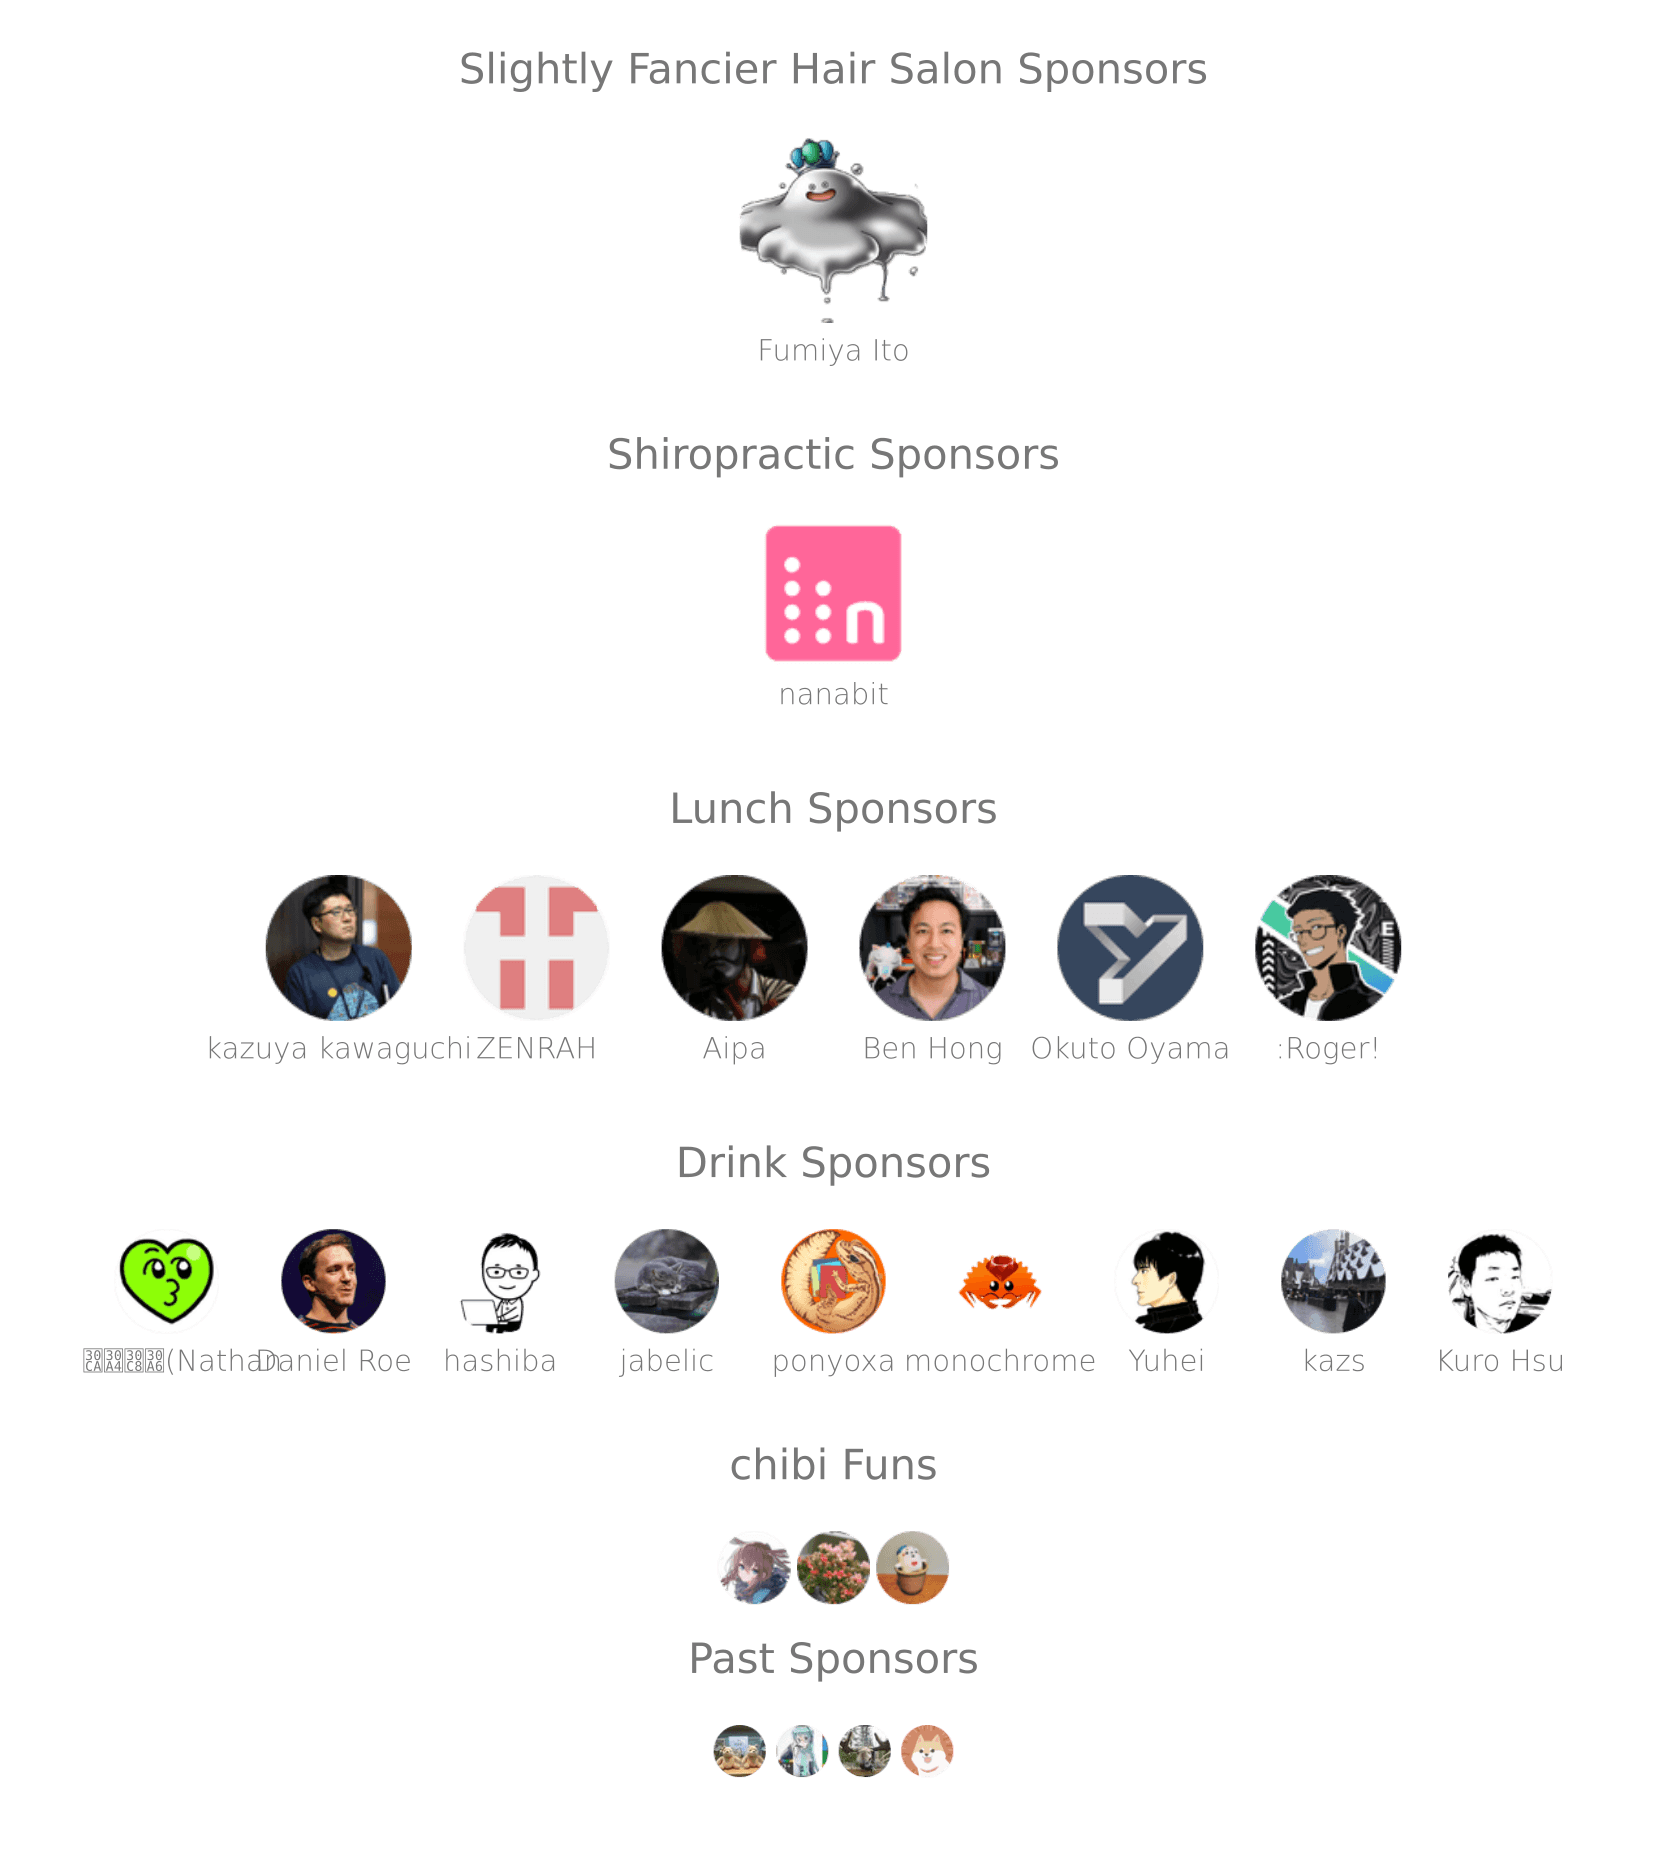 Slightly Fancier Hair Salon Sponsors
Fumiya Ito
Shiropractic Sponsors
n
nanabit
Lunch Sponsors
kazuya kawaguchi ZENRAH Aipa Ben Hong Okuto Oyama :Roger!
Drink Sponsors
(Nathan Daniel Roe hashiba jabelic ponyoxa monochrome Yuhei kazs Kuro Hsu
chibi Funs
Past Sponsors